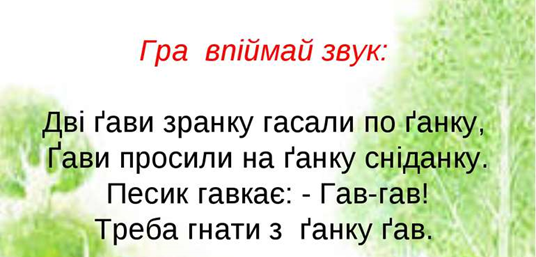 Гра впіймай звук:
Дві ґави зранку гасали по ґанку,
Ґави просили на ґанку сніданку.
Песик гавкає: - Гав-гав!
Треба гнати з ґанку ґав.